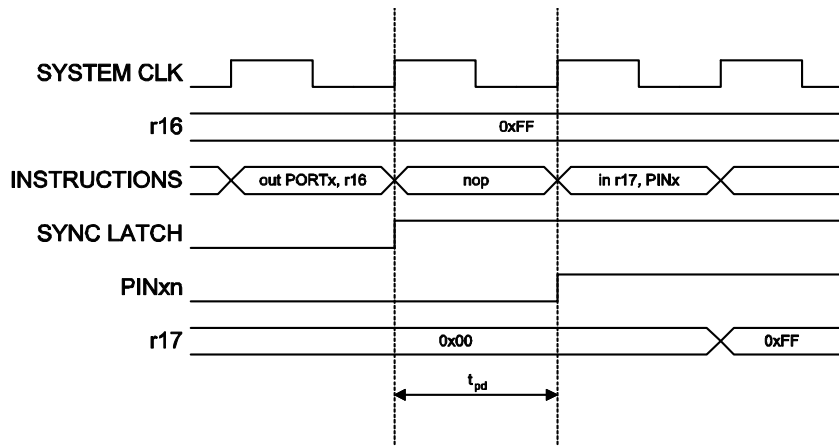 SYSTEM CLK
r16
0xFF
INSTRUCTIONS
out PORTx, r16
nop
in r17, PINx
SYNC LATCH
PINxn
r17
0x00
0xFF
tpd